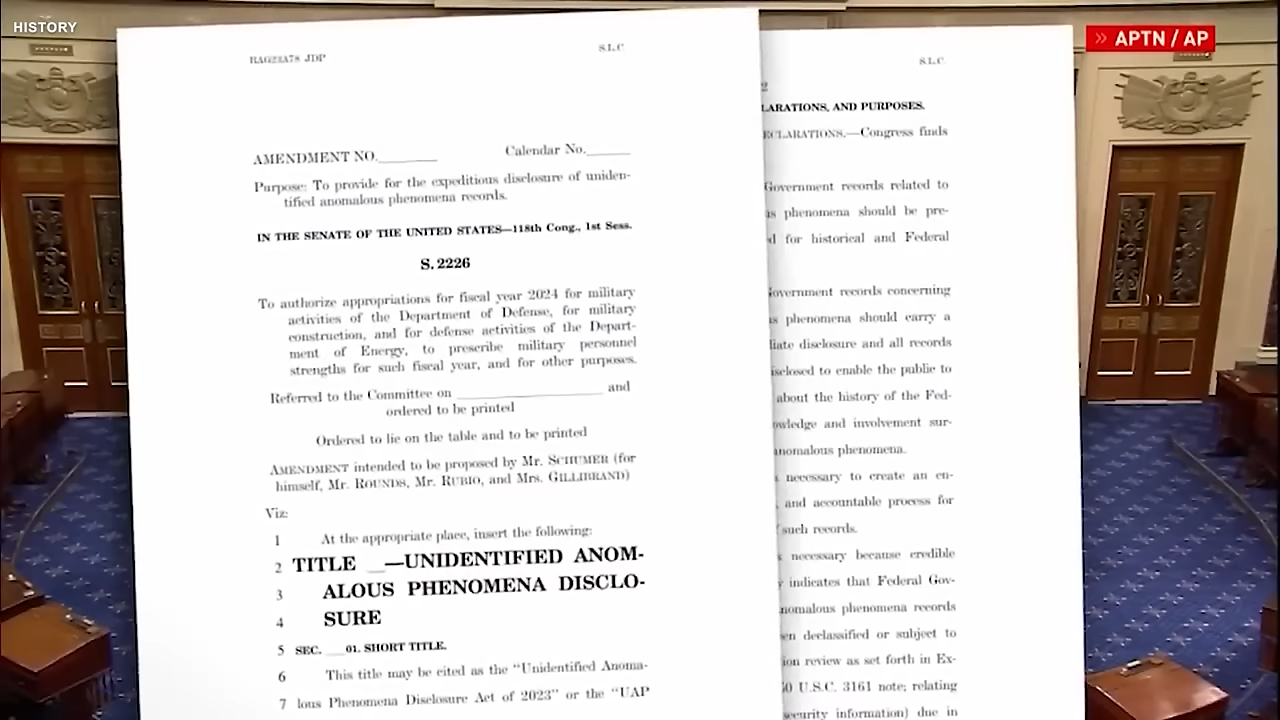 HISTORY
» APTN / AP
RAG23A78 JDP
S.L.C.
AMENDMENT NO.
Calendar No.
Purpose: To provide for the expeditious disclosure of uniden-
tified anomalous phenomena records.
IN THE SENATE OF THE UNITED STATES—118th Cong., 1st Sess.
S. 2226
To authorize appropriations for fiscal year 2024 for military
activities of the Department of Defense, for military
construction, and for defense activities of the Depart-
ment of Energy, to prescribe military personnel
strengths for such fiscal year, and for other purposes.
Referred to the Committee on ____________________ and
ordered to be printed
Ordered to lie on the table and to be printed
AMENDMENT intended to be proposed by Mr. SCHUMER (for
himself, Mr. ROUNDS, Mr. RUBIO, and Mrs. GILLIBRAND)
Viz:
1 At the appropriate place, insert the following:
2 TITLE __—UNIDENTIFIED ANOM-
3 ALOUS PHENOMENA DISCLO-
4 SURE
5 SEC. __01. SHORT TITLE.
6 This title may be cited as the “Unidentified Anoma-
7 lous Phenomena Disclosure Act of 2023” or the “UAP
S.L.C.
2
LARATIONS, AND PURPOSES.
ECLARATIONS.—Congress finds
Government records related to
s phenomena should be pre-
d for historical and Federal
overnment records concerning
s phenomena should carry a
liate disclosure and all records
sclosed to enable the public to
about the history of the Fed-
owledge and involvement sur-
anomalous phenomena.
necessary to create an en-
, and accountable process for
such records.
necessary because credible
y indicates that Federal Gov-
nomalous phenomena records
en declassified or subject to
ion review as set forth in Ex-
0 U.S.C. 3161 note; relating
security information) due in